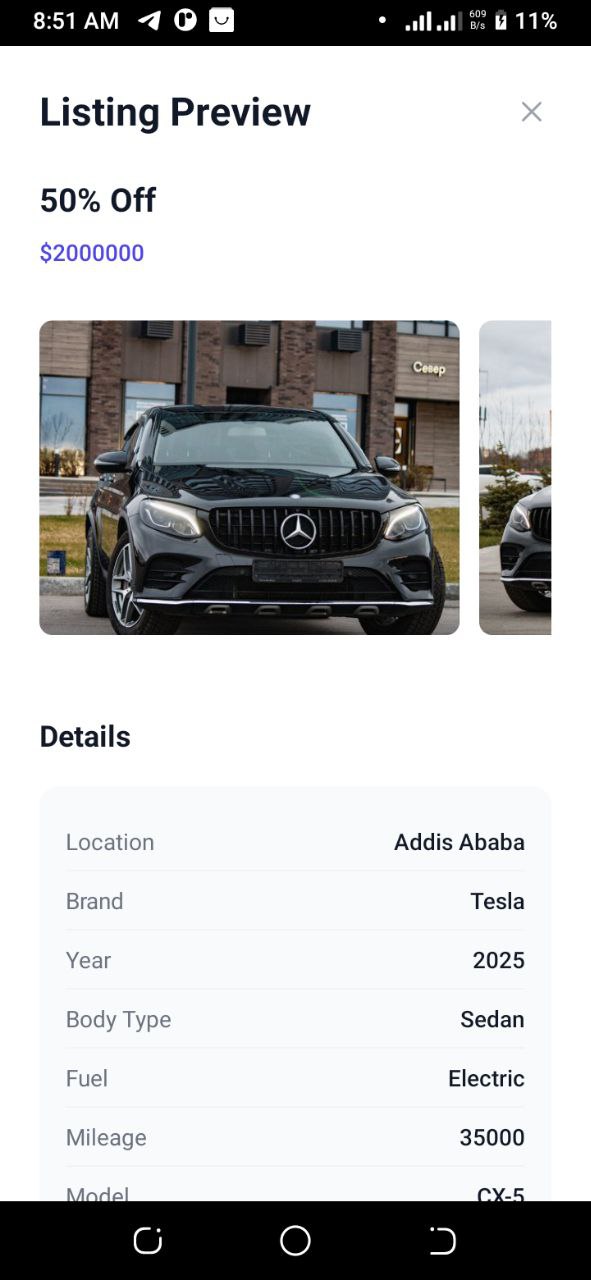 8:51 AM 609 B/s 11%
Listing Preview
50% Off
$2000000
Север
Details
Location Addis Ababa
Brand Tesla
Year 2025
Body Type Sedan
Fuel Electric
Mileage 35000
Model CX-5